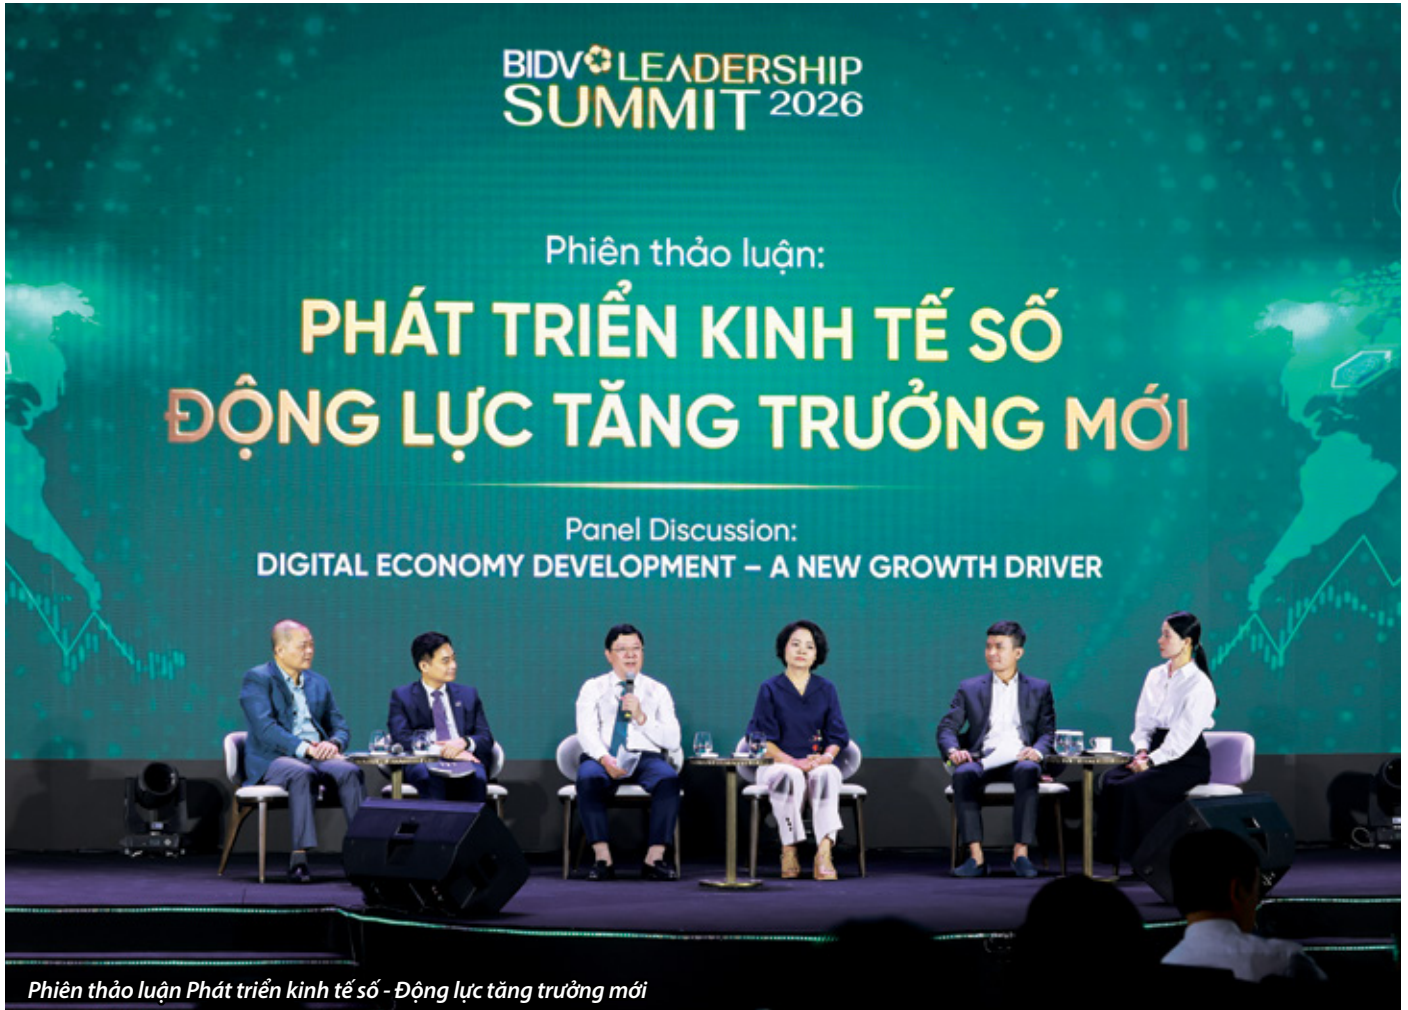 BIDV LEADERSHIP
SUMMIT 2026
Phiên thảo luận:
PHÁT TRIỂN KINH TẾ SỐ
ĐỘNG LỰC TĂNG TRƯỞNG MỚI
Panel Discussion:
DIGITAL ECONOMY DEVELOPMENT – A NEW GROWTH DRIVER
Phiên thảo luận Phát triển kinh tế số - Động lực tăng trưởng mới